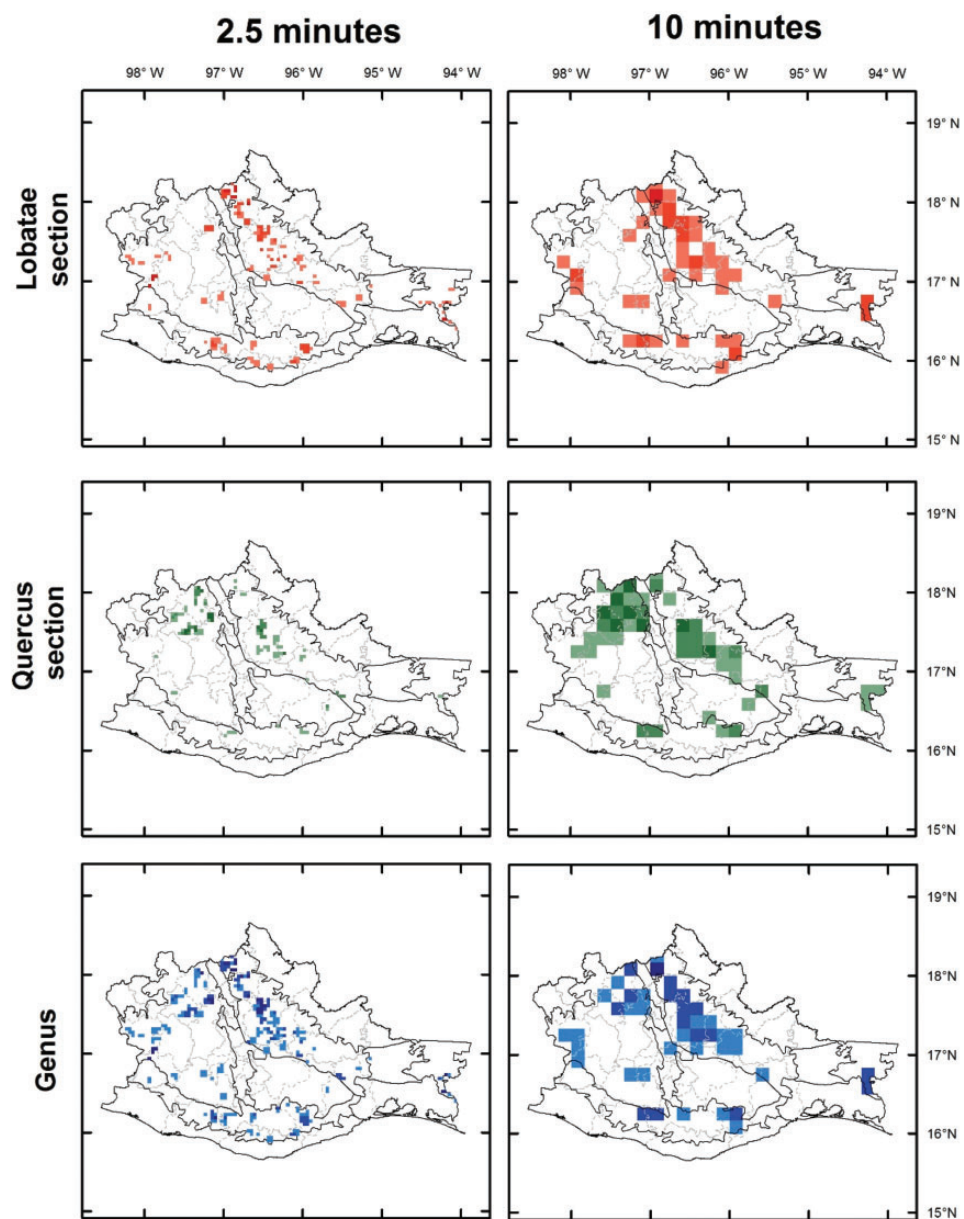 2.5 minutes
10 minutes
98° W 97° W 96° W 95° W 94° W
98° W 97° W 96° W 95° W 94° W
Lobatae
section
19° N
18° N
17° N
16° N
15° N
Quercus
section
19°N
18°N
17°N
16°N
15°N
Genus
19°N
18°N
17°N
16°N
15°N